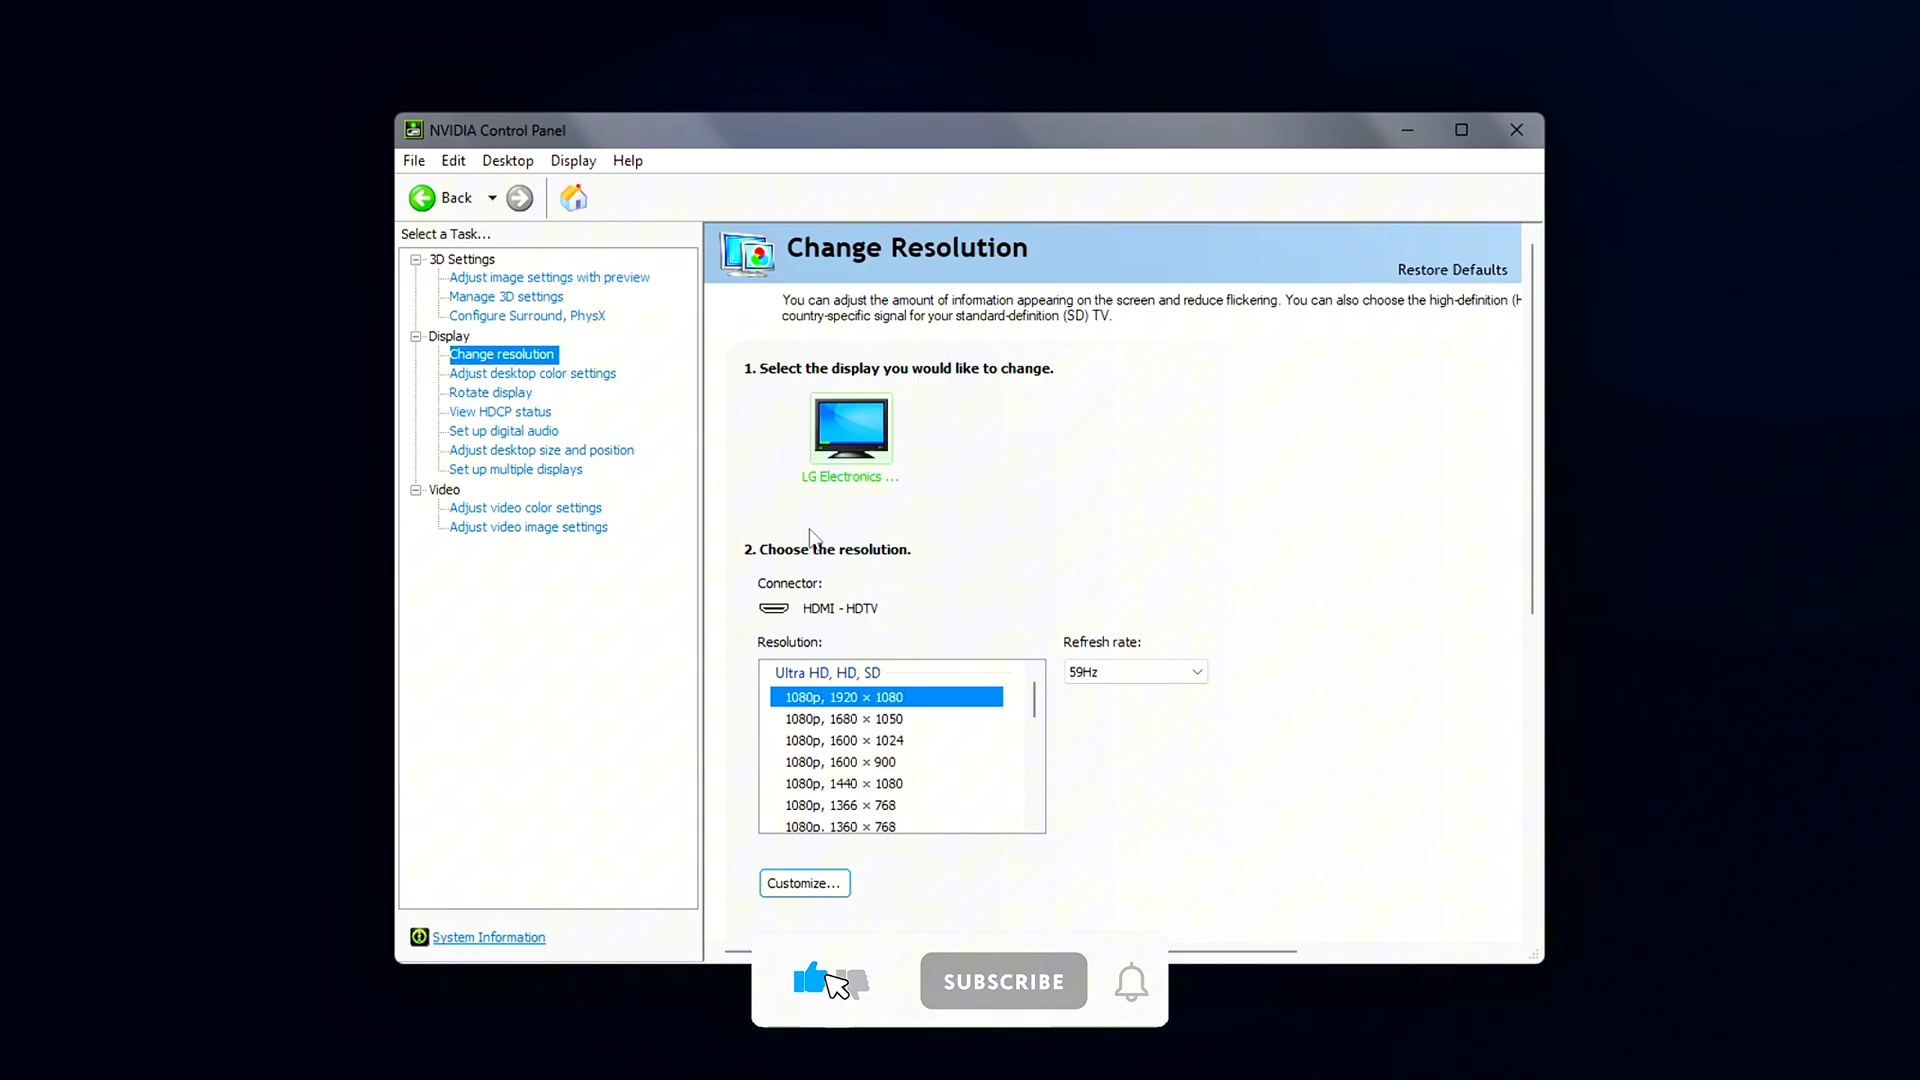 NVIDIA Control Panel
File Edit Desktop Display Help
Back
Select a Task...
3D Settings
Adjust image settings with preview
Manage 3D settings
Configure Surround, PhysX
Display
Change resolution
Adjust desktop color settings
Rotate display
View HDCP status
Set up digital audio
Adjust desktop size and position
Set up multiple displays
Video
Adjust video color settings
Adjust video image settings
System Information
Change Resolution
Restore Defaults
You can adjust the amount of information appearing on the screen and reduce flickering. You can also choose the high-definition (H
country-specific signal for your standard-definition (SD) TV.
1. Select the display you would like to change.
LG Electronics ...
2. Choose the resolution.
Connector:
HDMI - HDTV
Resolution:
Refresh rate:
Ultra HD, HD, SD
59Hz
1080p, 1920 × 1080
1080p, 1680 × 1050
1080p, 1600 × 1024
1080p, 1600 × 900
1080p, 1440 × 1080
1080p, 1366 × 768
1080p, 1360 × 768
Customize...
SUBSCRIBE